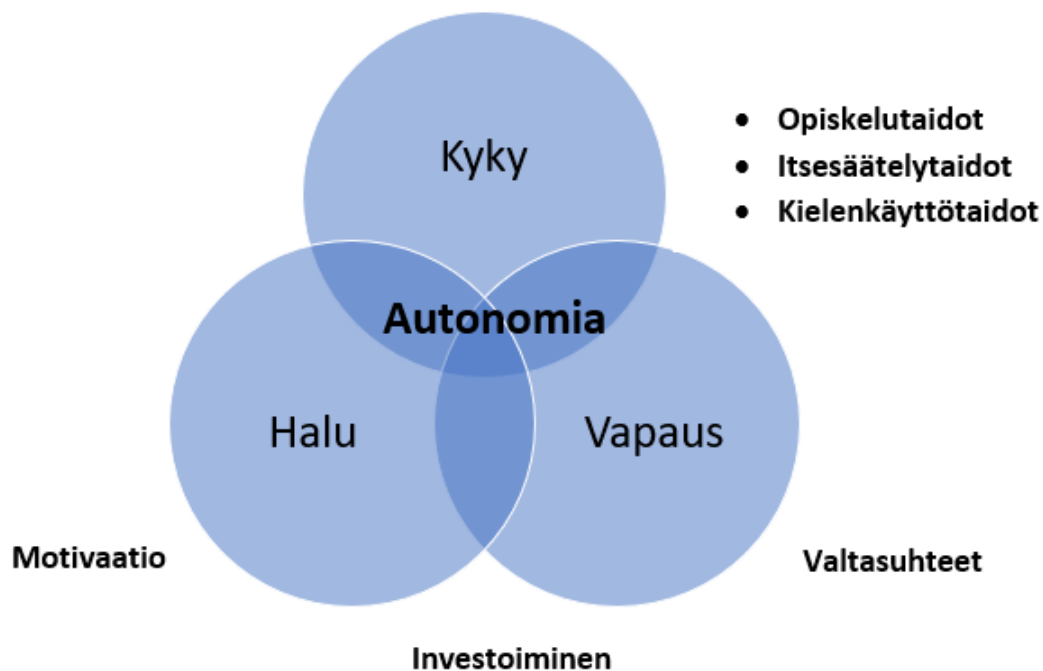 Kyky
• Opiskelutaidot
• Itsesäätelytaidot
• Kielenkäyttötaidot
Autonomia
Halu
Vapaus
Motivaatio
Valtasuhteet
Investoiminen